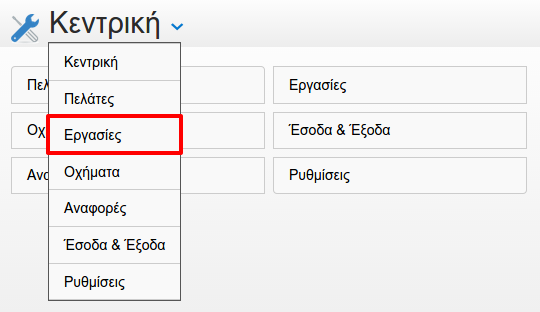 Κεντρική
Κεντρική
Πελάτες
Εργασίες
Οχήματα
Αναφορές
Έσοδα & Έξοδα
Ρυθμίσεις
Πελ
Εργασίες
Οχ
Έσοδα & Έξοδα
Ανα
Ρυθμίσεις